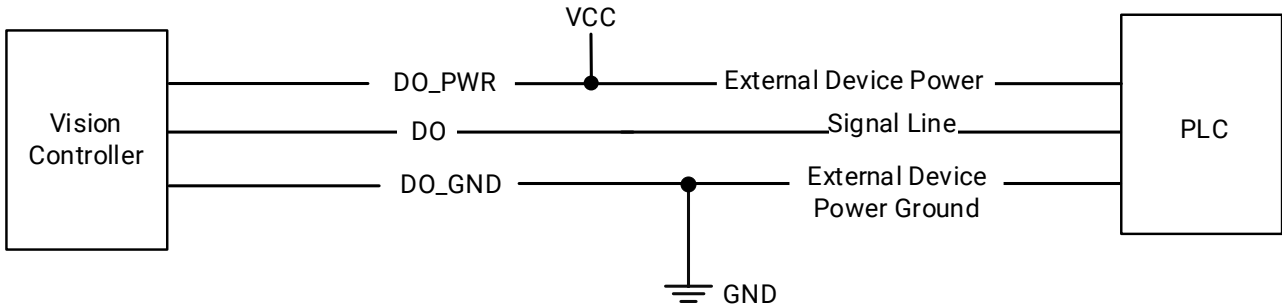 VCC
DO_PWR
External Device Power
Vision
Controller
DO
Signal Line
PLC
DO_GND
External Device
Power Ground
GND